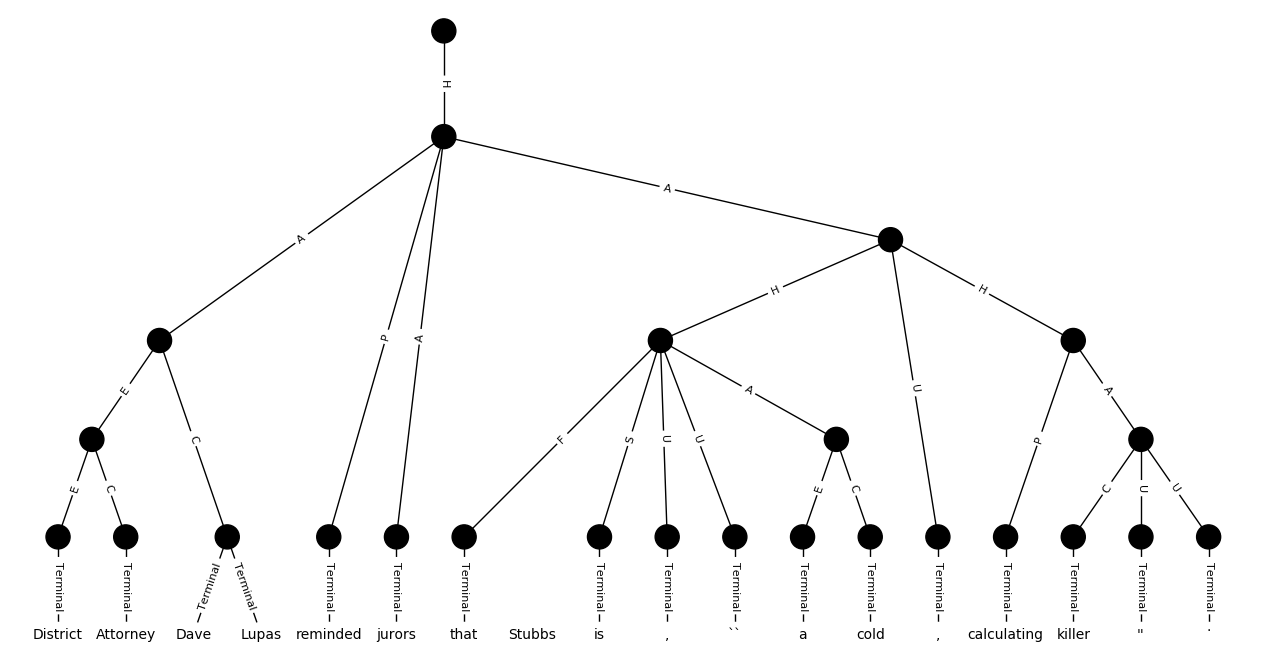 H
A
A
H
H
E
C
P
A
F
S
U
U
A
U
P
A
E
C
E
C
C
U
U
Terminal Terminal Terminal Terminal Terminal Terminal Terminal Terminal Terminal Terminal Terminal Terminal Terminal Terminal Terminal Terminal Terminal
District Attorney Dave Lupas reminded jurors that Stubbs is , `` a cold , calculating killer " .